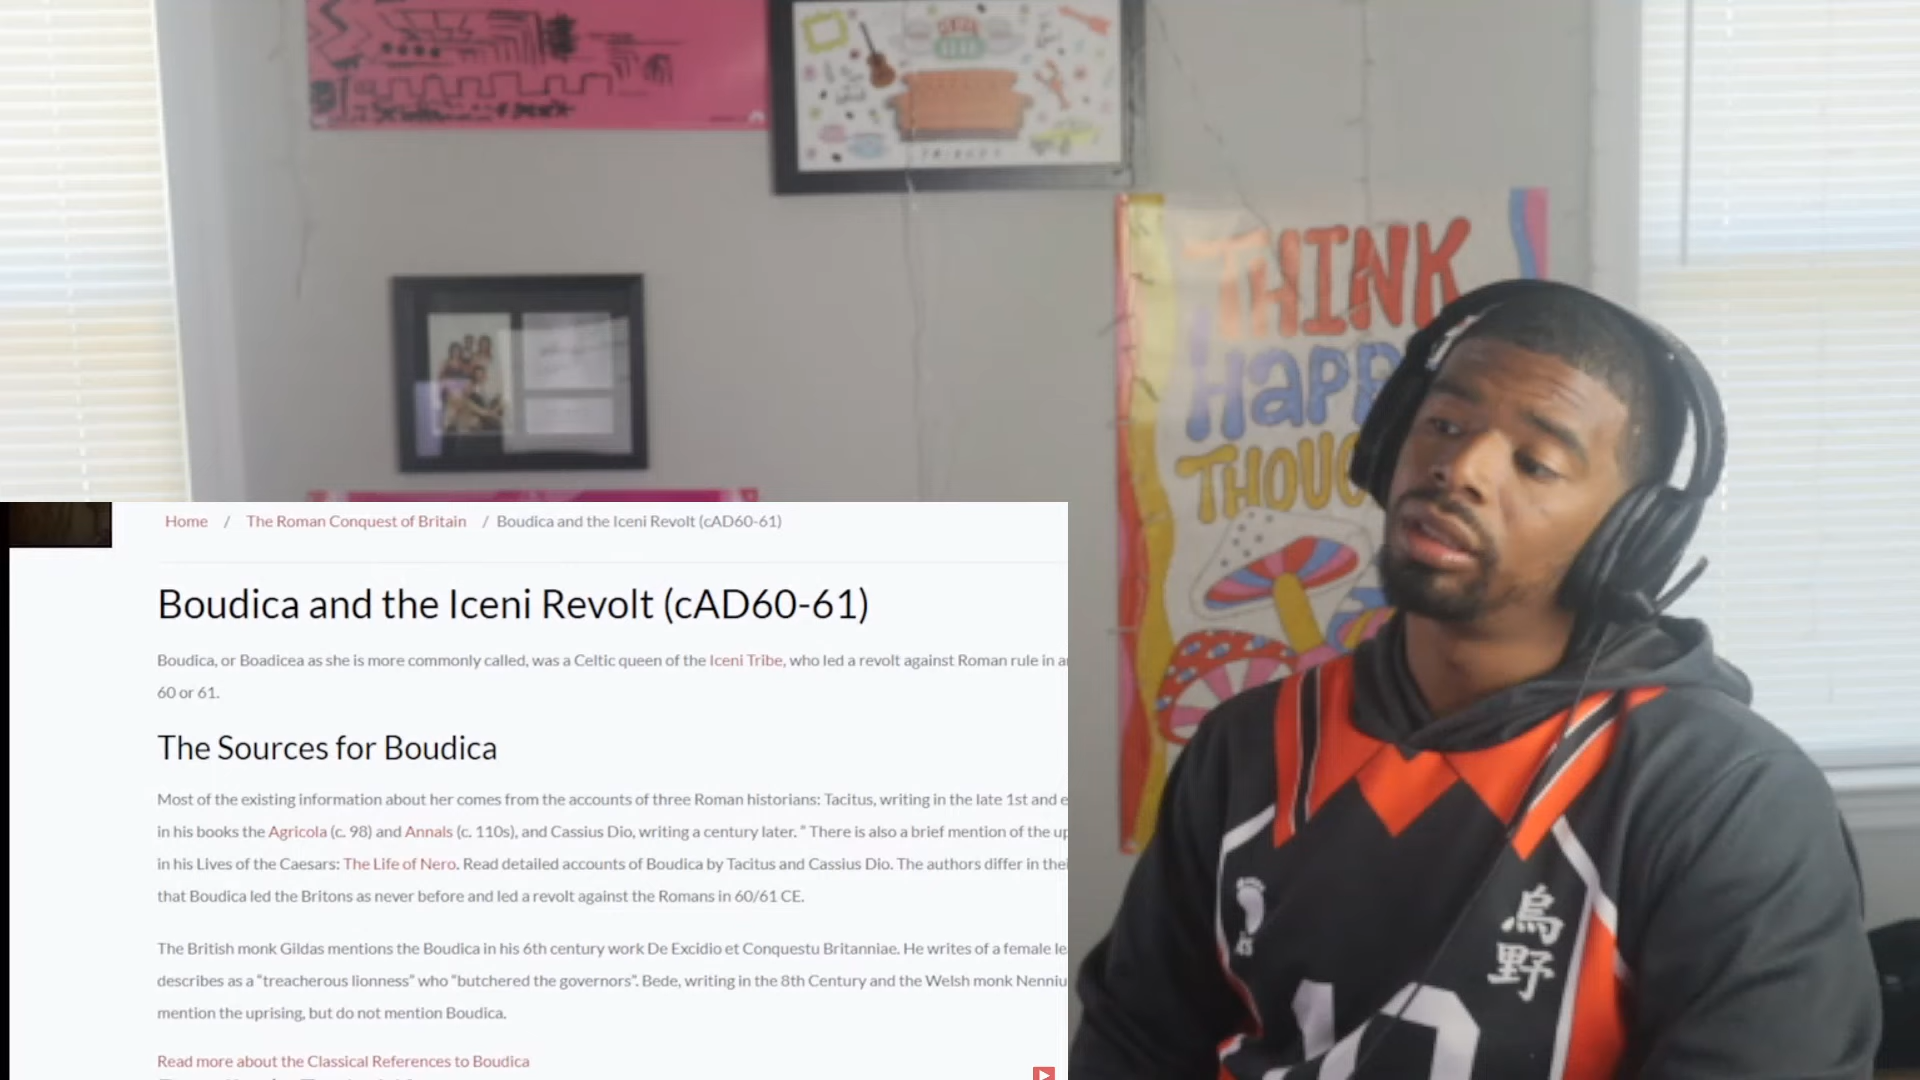 FRIENDS
THINK
HAPP
THOUG
Home / The Roman Conquest of Britain / Boudica and the Iceni Revolt (cAD60-61)
Boudica and the Iceni Revolt (cAD60-61)
Boudica, or Boadicea as she is more commonly called, was a Celtic queen of the Iceni Tribe, who led a revolt against Roman rule in
60 or 61.
The Sources for Boudica
Most of the existing information about her comes from the accounts of three Roman historians: Tacitus, writing in the late 1st and
in his books the Agricola (c. 98) and Annals (c. 110s), and Cassius Dio, writing a century later. " There is also a brief mention of the
in his Lives of the Caesars: The Life of Nero. Read detailed accounts of Boudica by Tacitus and Cassius Dio. The authors differ in
that Boudica led the Britons as never before and led a revolt against the Romans in 60/61 CE.
The British monk Gildas mentions the Boudica in his 6th century work De Excidio et Conquestu Britanniae. He writes of a female
describes as a "treacherous lionness" who "butchered the governors". Bede, writing in the 8th Century and the Welsh monk Nenniu
mention the uprising, but do not mention Boudica.
Read more about the Classical References to Boudica
烏
野
10